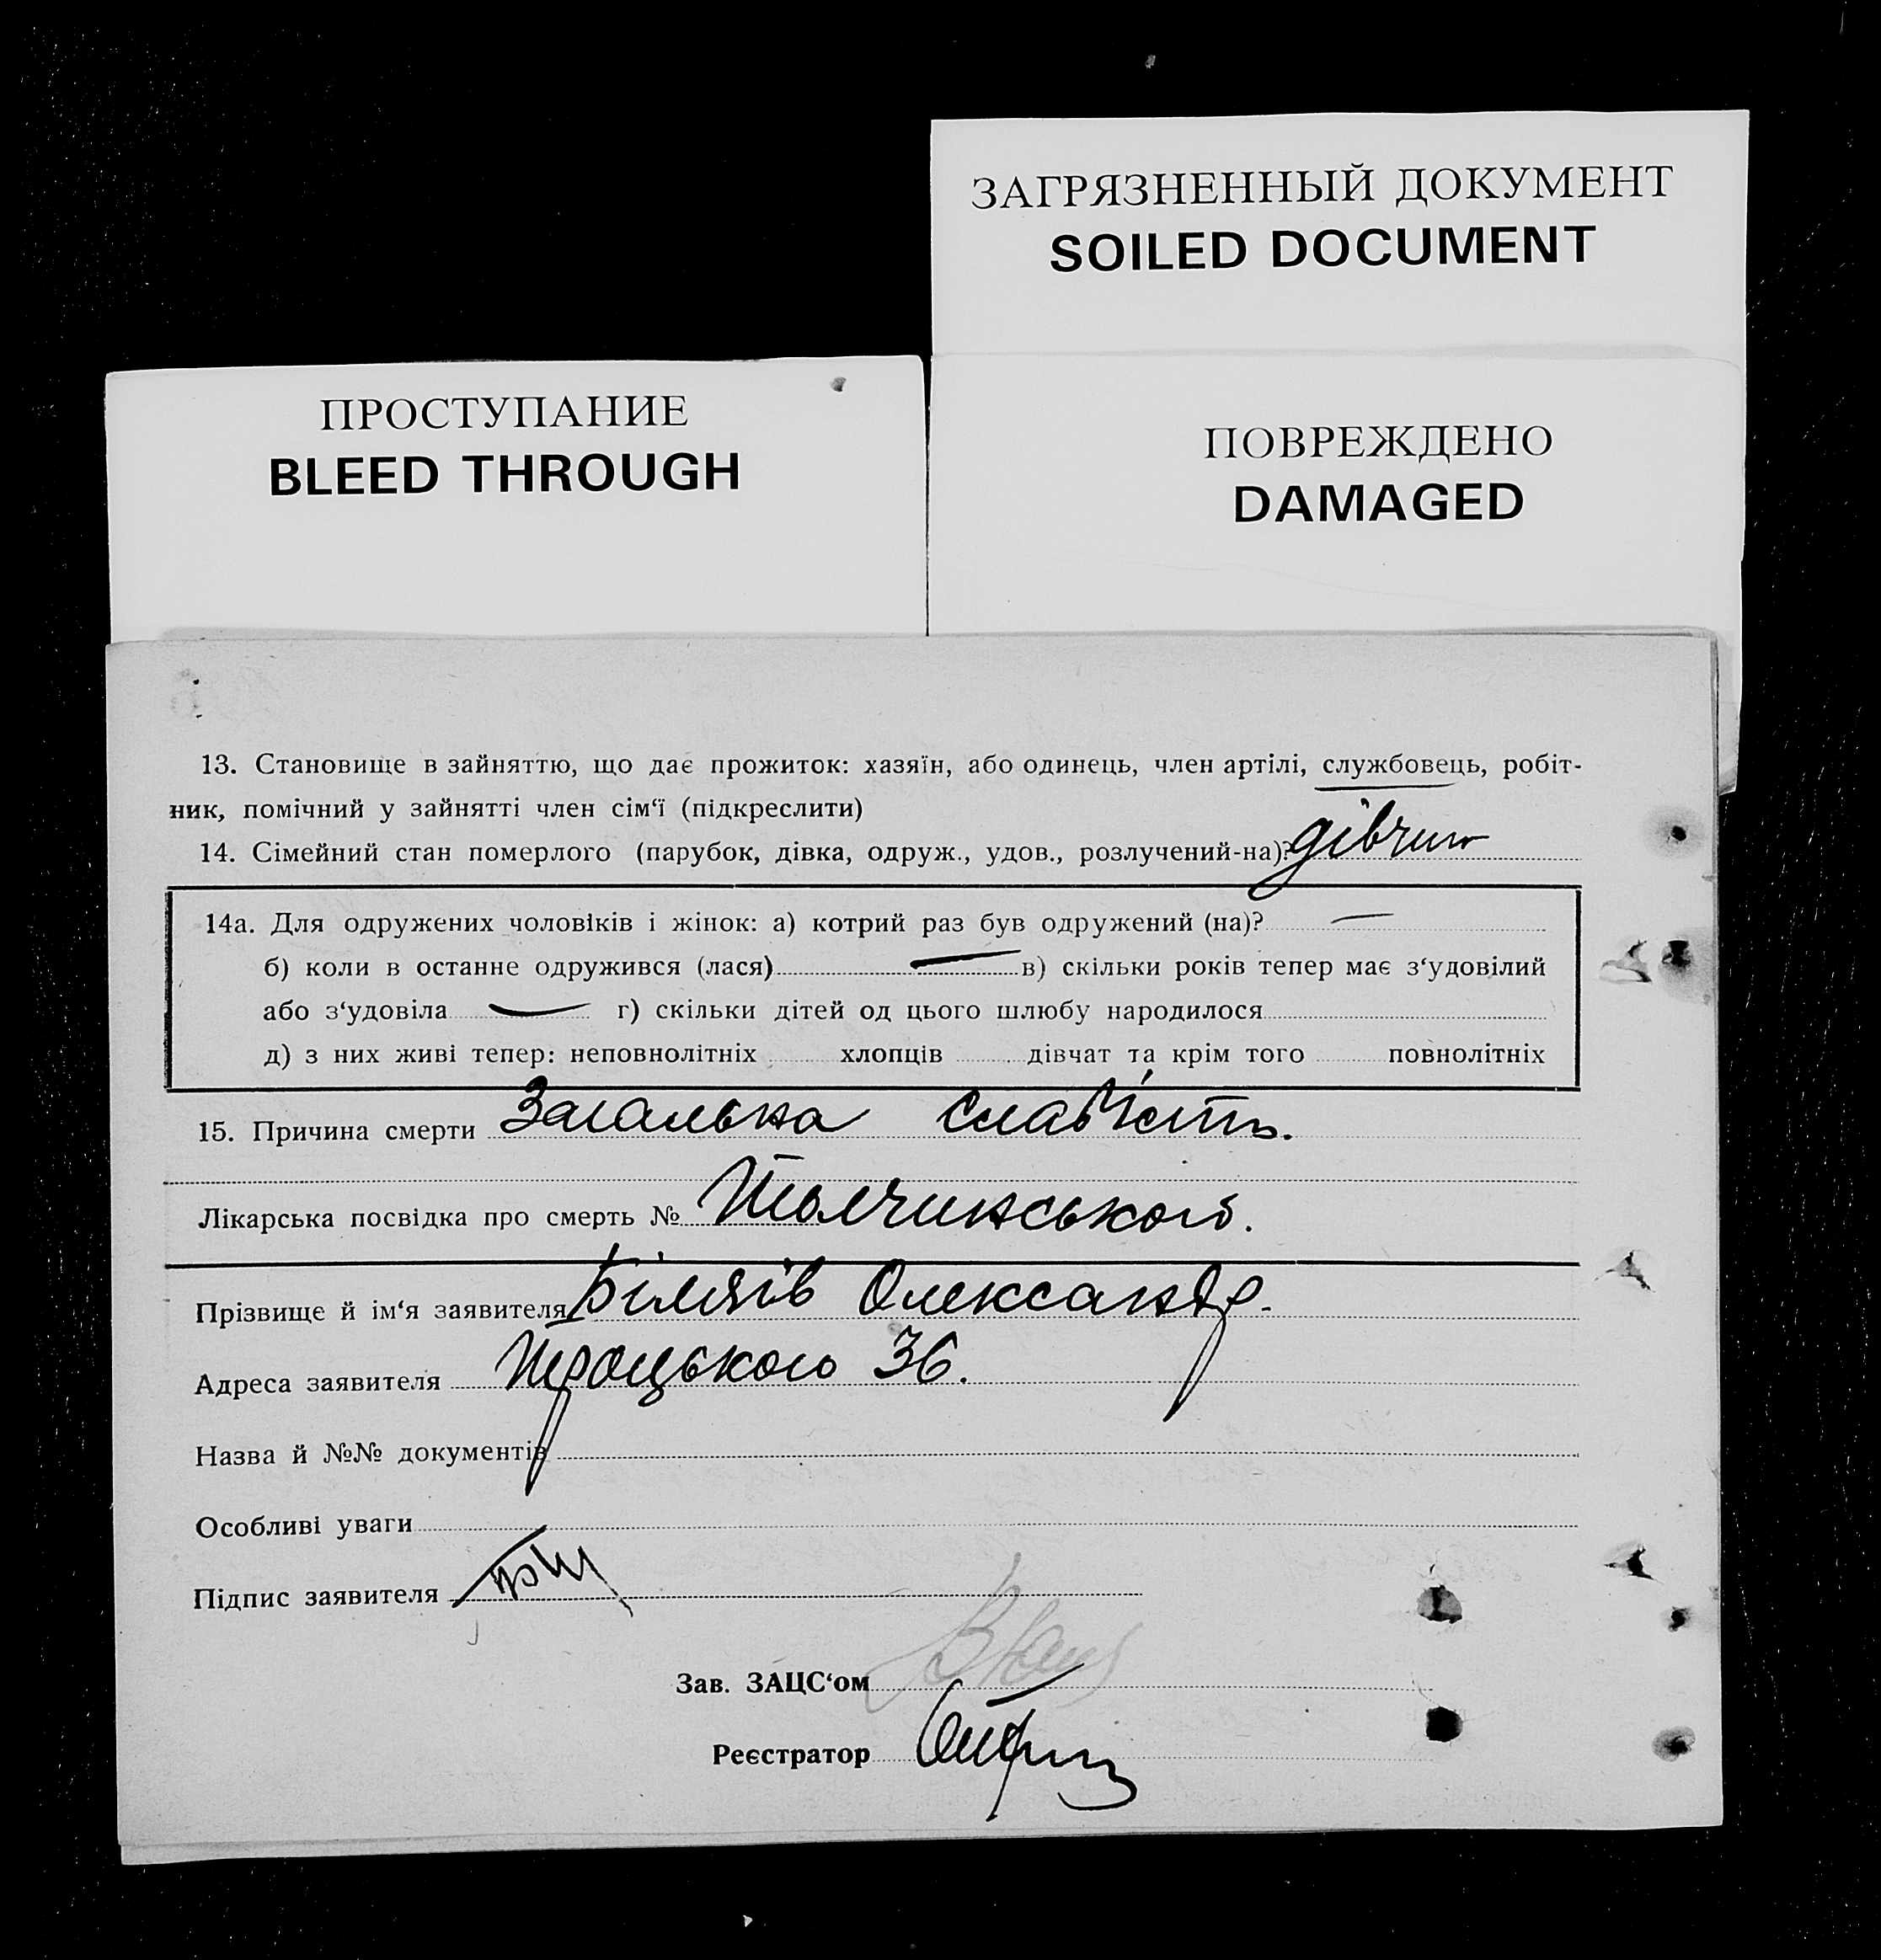 ЗАГРЯЗНЕННЫЙ ДОКУМЕНТ
SOILED DOCUMENT
ПРОСТУПАНИЕ
BLEED THROUGH
ПОВРЕЖДЕНО
DAMAGED
13. Становище в зайняттю, що дає прожиток: хазяїн, або одинець, член артілі, службовець, робіт-
ник, помічний у зайнятті член сім‘ї (підкреслити)
14. Сімейний стан померлого (парубок, дівка, одруж., удов., розлучений-на)?
14а. Для одружених чоловіків і жінок: а) котрий раз був одружений (на)? —
б) коли в останне одружився (лася) — в) скільки років тепер має з‘удовілий
або з‘удовіла — г) скільки дітей од цього шлюбу народилося
д) з них живі тепер: неповнолітніх хлопців дівчат та крім того повнолітніх
15. Причина смерти Загальна слабість.
Лікарська посвідка про смерть № Толчинського.
Прізвище й ім‘я заявителя Олександр.
Адреса заявителя Троцького 36.
Назва й №№ документів
Особливі уваги
Підпис заявителя
Зав. ЗАЦС‘ом
Реєстратор